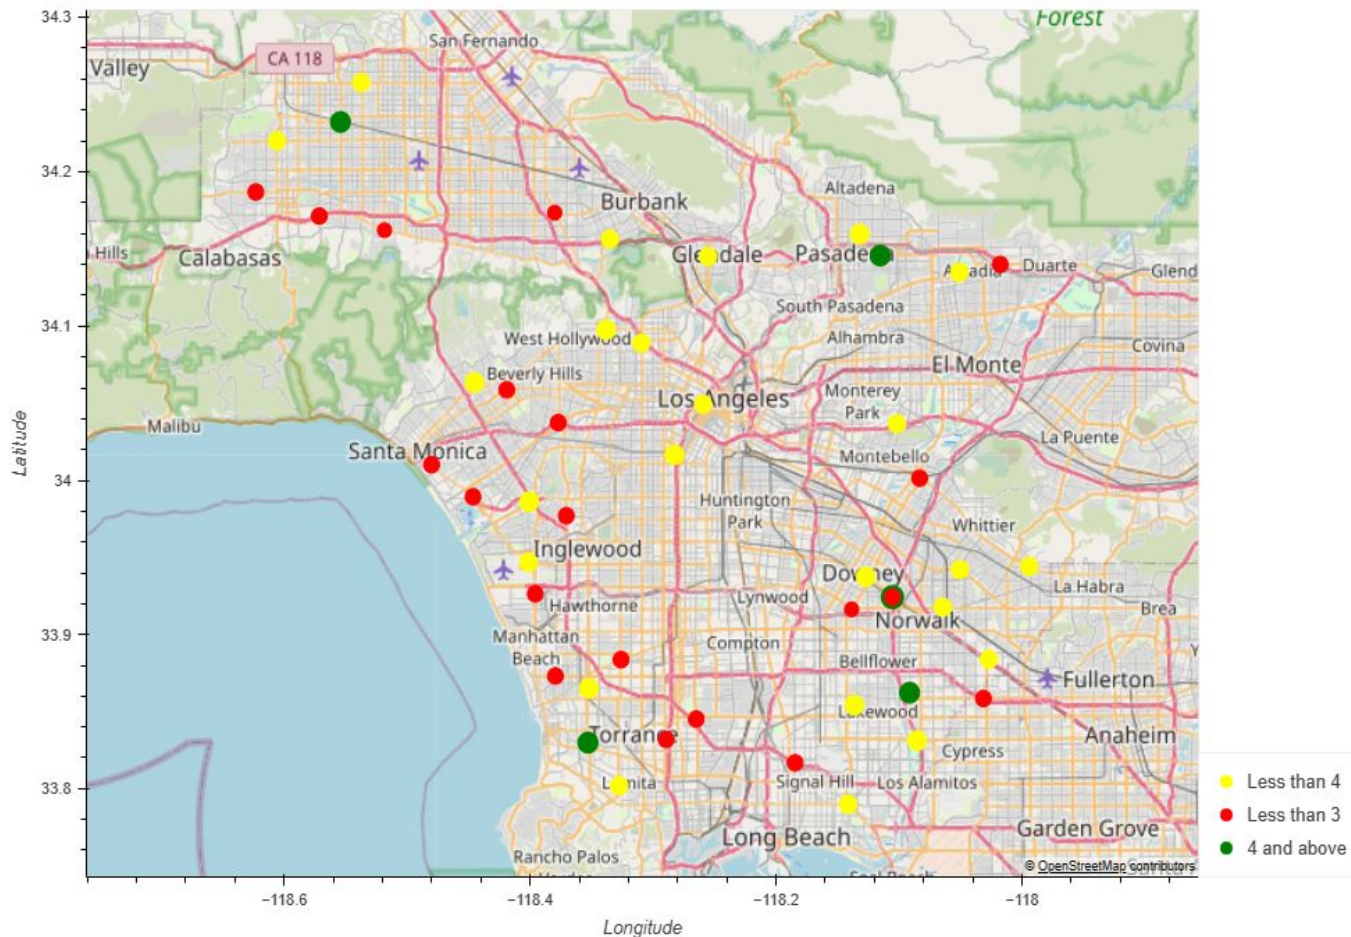 34.3
34.2
34.1
34
33.9
33.8
Latitude
−118.6
−118.4
−118.2
−118
Longitude
Forest
San Fernando
CA 118
Valley
Altadena
Burbank
Hills
Calabasas
Glendale
Pasadena
Arcadia
Duarte
Glend
South Pasadena
West Hollywood
Alhambra
Covina
El Monte
Beverly Hills
Los Angeles
Monterey
Park
Malibu
La Puente
Santa Monica
Montebello
Huntington
Park
Whittier
Inglewood
Downey
La Habra
Hawthorne
Lynwood
Brea
Norwalk
Manhattan
Beach
Compton
Bellflower
Y
Fullerton
Lakewood
Torrance
Anaheim
Cypress
Lomita
Signal Hill
Los Alamitos
Long Beach
Garden Grove
Rancho Palos
© OpenStreetMap contributors
Less than 4
Less than 3
4 and above